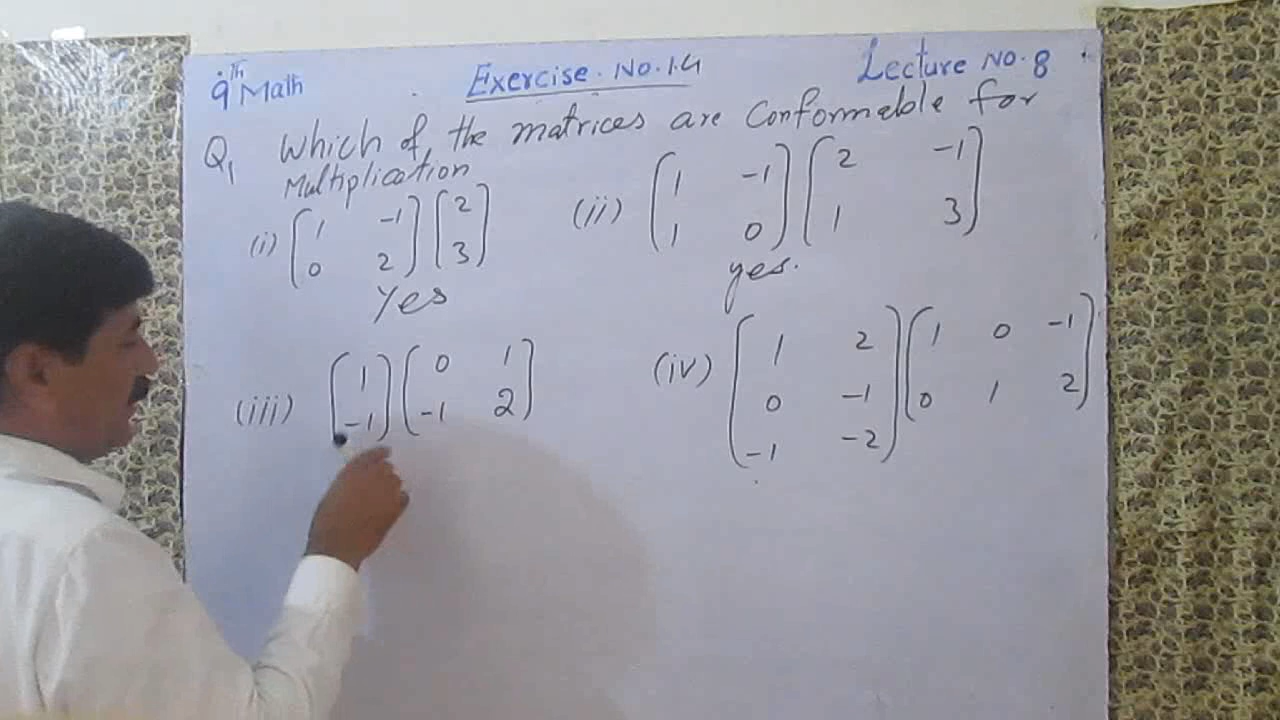 9th Math Exercise. No. 1.4 Lecture No. 8
Q1 Which of the matrices are Conformable for
Multiplication
(i) [1 -1 [2 (ii) [1 -1 [2 -1
0 2] 3] 1 0] 1 3]
Yes yes.
(iii) [1 [0 1 (iv) [1 2 [1 0 -1
-1] -1 2] 0 -1 0 1 2]
-1 -2]